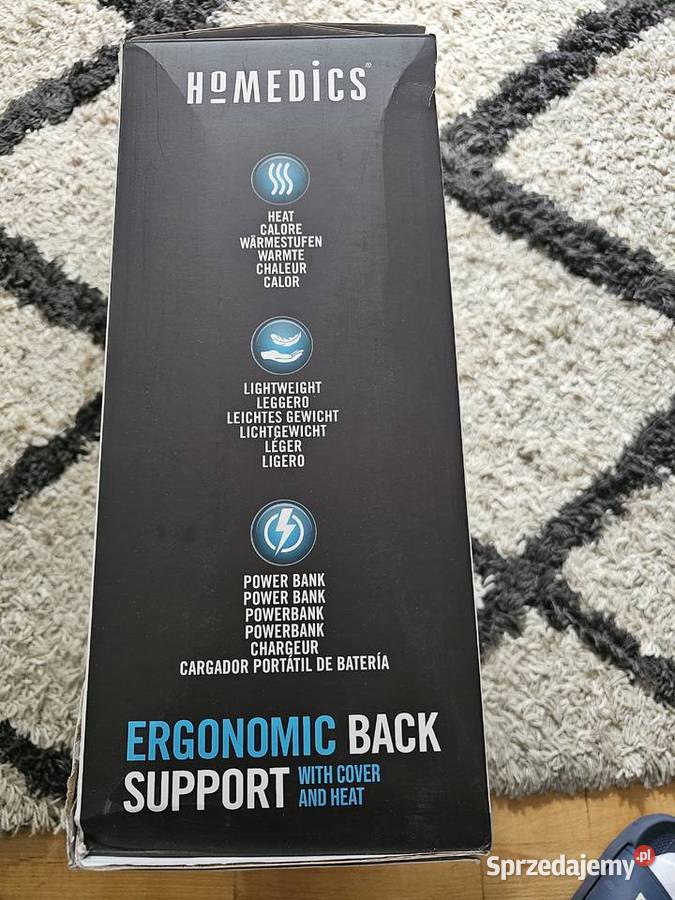 HoMEDiCS®
HEAT
CALORE
WÄRMESTUFEN
WARMTE
CHALEUR
CALOR
LIGHTWEIGHT
LEGGERO
LEICHTES GEWICHT
LICHTGEWICHT
LÉGER
LIGERO
POWER BANK
POWER BANK
POWERBANK
POWERBANK
CHARGEUR
CARGADOR PORTÁTIL DE BATERÍA
ERGONOMIC BACK
SUPPORT WITH COVER
AND HEAT
Sprzedajemy.pl